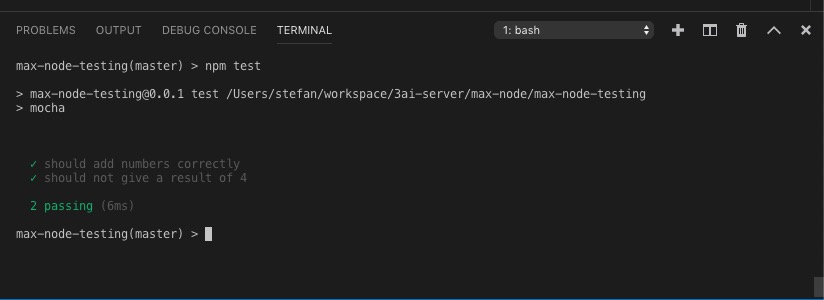 PROBLEMS OUTPUT DEBUG CONSOLE TERMINAL 1: bash
max-node-testing(master) > npm test
> max-node-testing@0.0.1 test /Users/stefan/workspace/3ai-server/max-node/max-node-testing
> mocha
✓ should add numbers correctly
✓ should not give a result of 4
2 passing (6ms)
max-node-testing(master) >